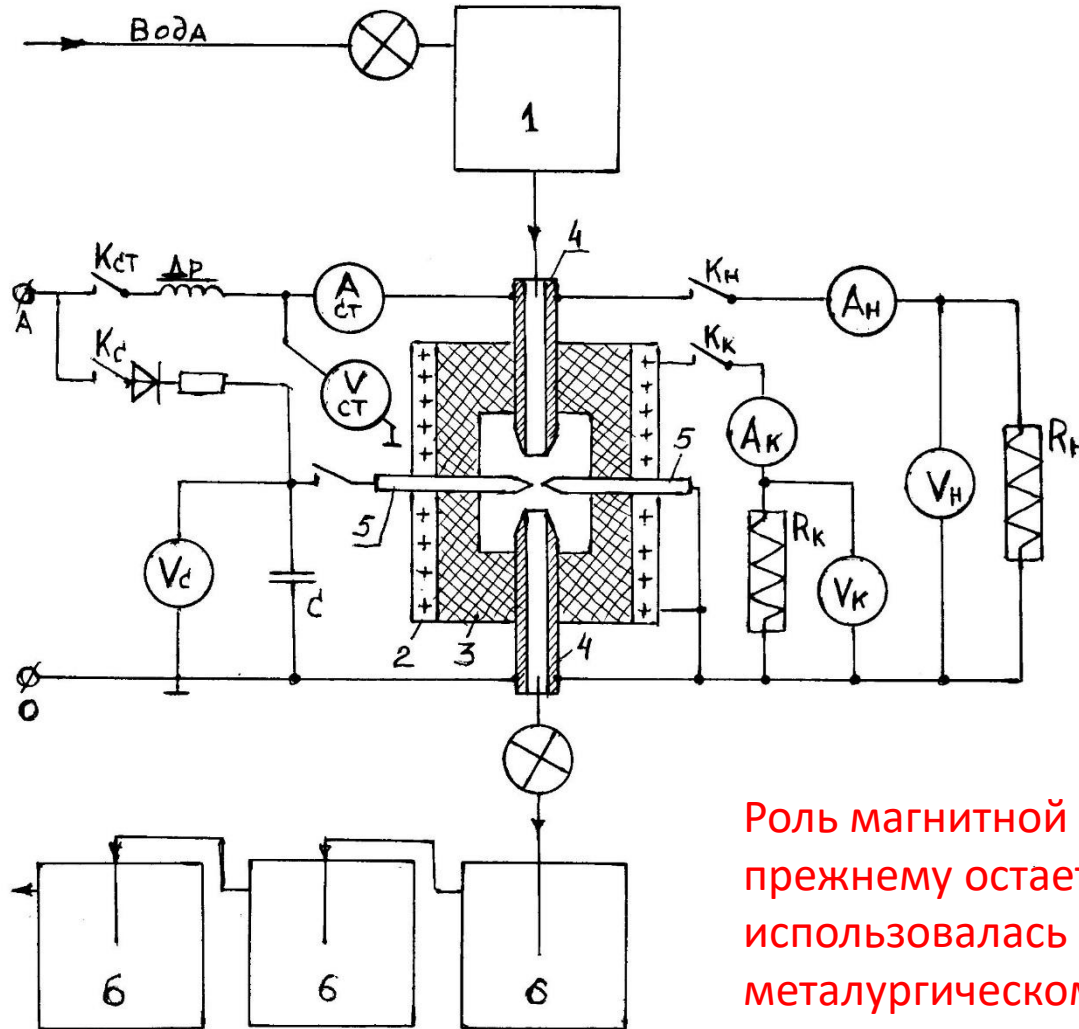 Вода
1
4
Kст
Др
A
ст
Kн
Aн
A
Kс
V
ст
Kк
Aк
Rн
5
5
Vн
Rк
Vс
C
Vк
2
3
4
0
Роль магнитной
прежнему остает
использовалась
металургическом
6
6
6